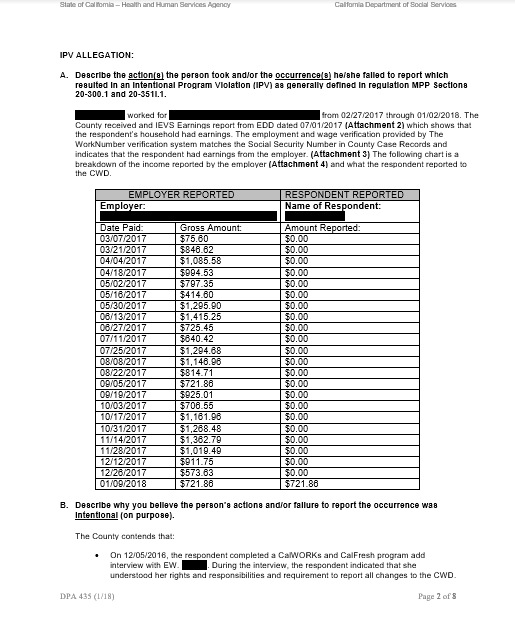 State of California – Health and Human Services Agency California Department of Social Services
IPV ALLEGATION:
A. Describe the action(s) the person took and/or the occurrence(s) he/she failed to report which
resulted in an Intentional Program Violation (IPV) as generally defined in regulation MPP Sections
20-300.1 and 20-351I.1.
worked for from 02/27/2017 through 01/02/2018. The
County received and IEVS Earnings report from EDD dated 07/01/2017 (Attachment 2) which shows that
the respondent's household had earnings. The employment and wage verification provided by The
WorkNumber verification system matches the Social Security Number in County Case Records and
indicates that the respondent had earnings from the employer. (Attachment 3) The following chart is a
breakdown of the income reported by the employer (Attachment 4) and what the respondent reported to
the CWD.
EMPLOYER REPORTED RESPONDENT REPORTED
Employer: Name of Respondent:
Date Paid: Gross Amount: Amount Reported:
03/07/2017 $75.60 $0.00
03/21/2017 $846.62 $0.00
04/04/2017 $1,085.58 $0.00
04/18/2017 $994.53 $0.00
05/02/2017 $797.35 $0.00
05/16/2017 $414.60 $0.00
05/30/2017 $1,295.90 $0.00
06/13/2017 $1,415.25 $0.00
06/27/2017 $725.45 $0.00
07/11/2017 $640.42 $0.00
07/25/2017 $1,294.68 $0.00
08/08/2017 $1,146.96 $0.00
08/22/2017 $814.71 $0.00
09/05/2017 $721.86 $0.00
09/19/2017 $925.01 $0.00
10/03/2017 $706.55 $0.00
10/17/2017 $1,161.96 $0.00
10/31/2017 $1,268.48 $0.00
11/14/2017 $1,362.79 $0.00
11/28/2017 $1,019.49 $0.00
12/12/2017 $911.75 $0.00
12/26/2017 $573.63 $0.00
01/09/2018 $721.86 $721.86
B. Describe why you believe the person's actions and/or failure to report the occurrence was
intentional (on purpose).
The County contends that:
• On 12/05/2016, the respondent completed a CalWORKs and CalFresh program add
interview with EW. . During the interview, the respondent indicated that she
understood her rights and responsibilities and requirement to report all changes to the CWD.
DPA 435 (1/18) Page 2 of 8